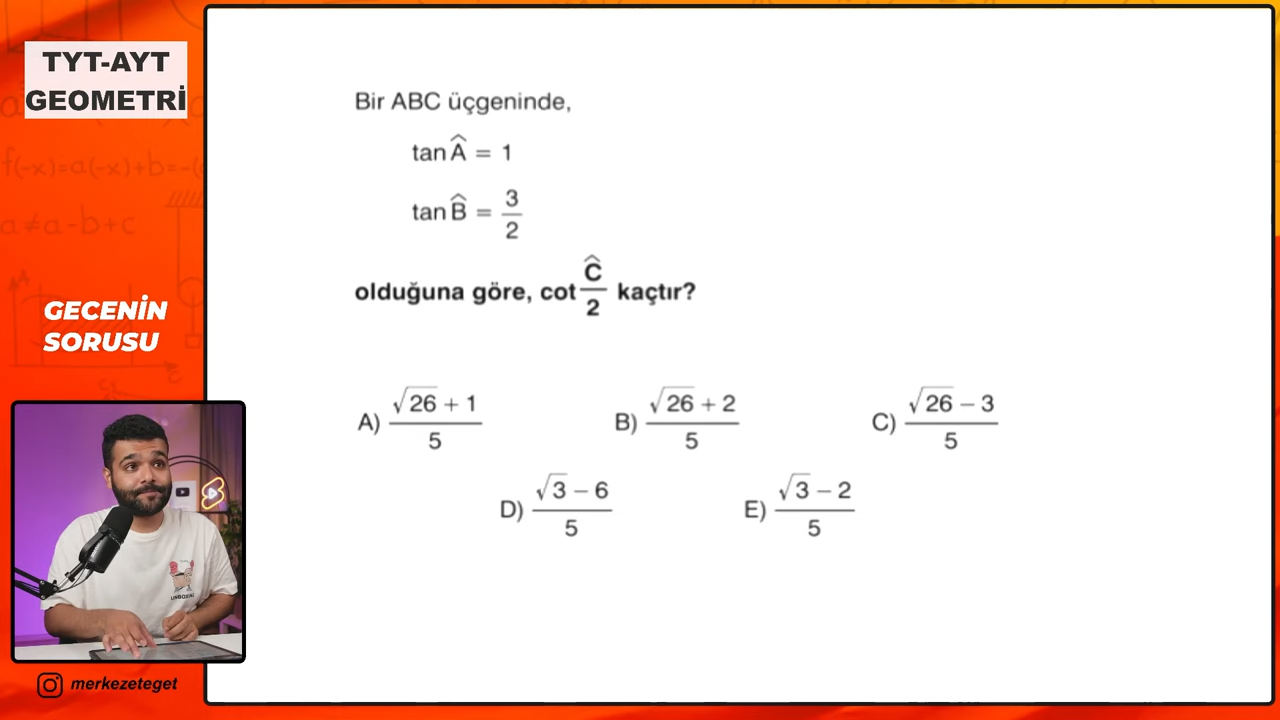 TYT-AYT
GEOMETRİ
GECENİN
SORUSU
Bir ABC üçgeninde,
tan Â = 1
tan B̂ = 3/2
olduğuna göre, cot Ĉ/2 kaçtır?
A) (√26 + 1)/5 B) (√26 + 2)/5 C) (√26 − 3)/5
D) (√3 − 6)/5 E) (√3 − 2)/5
merkezeteget